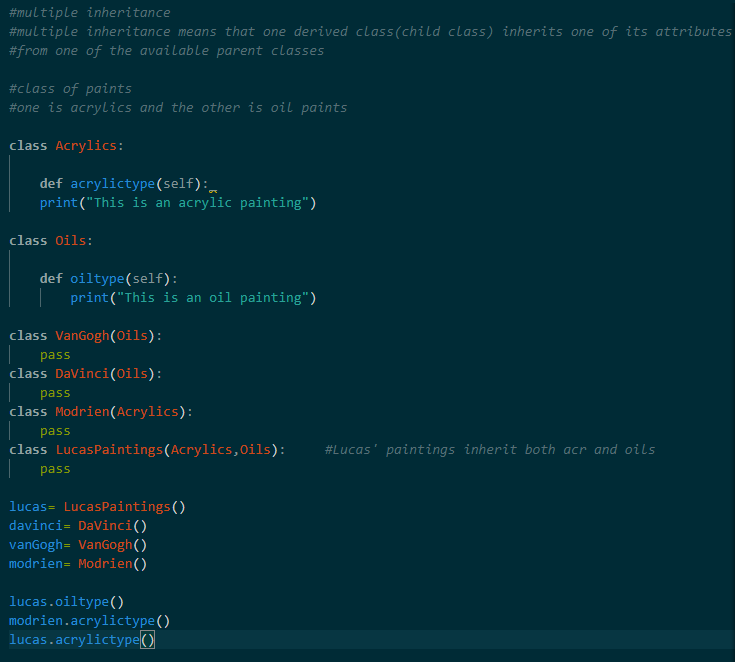 #multiple inheritance
#multiple inheritance means that one derived class(child class) inherits one of its attributes
#from one of the available parent classes
#class of paints
#one is acrylics and the other is oil paints
class Acrylics:
def acrylictype(self):
print("This is an acrylic painting")
class Oils:
def oiltype(self):
print("This is an oil painting")
class VanGogh(Oils):
pass
class DaVinci(Oils):
pass
class Modrien(Acrylics):
pass
class LucasPaintings(Acrylics,Oils): #Lucas' paintings inherit both acr and oils
pass
lucas= LucasPaintings()
davinci= DaVinci()
vanGogh= VanGogh()
modrien= Modrien()
lucas.oiltype()
modrien.acrylictype()
lucas.acrylictype()